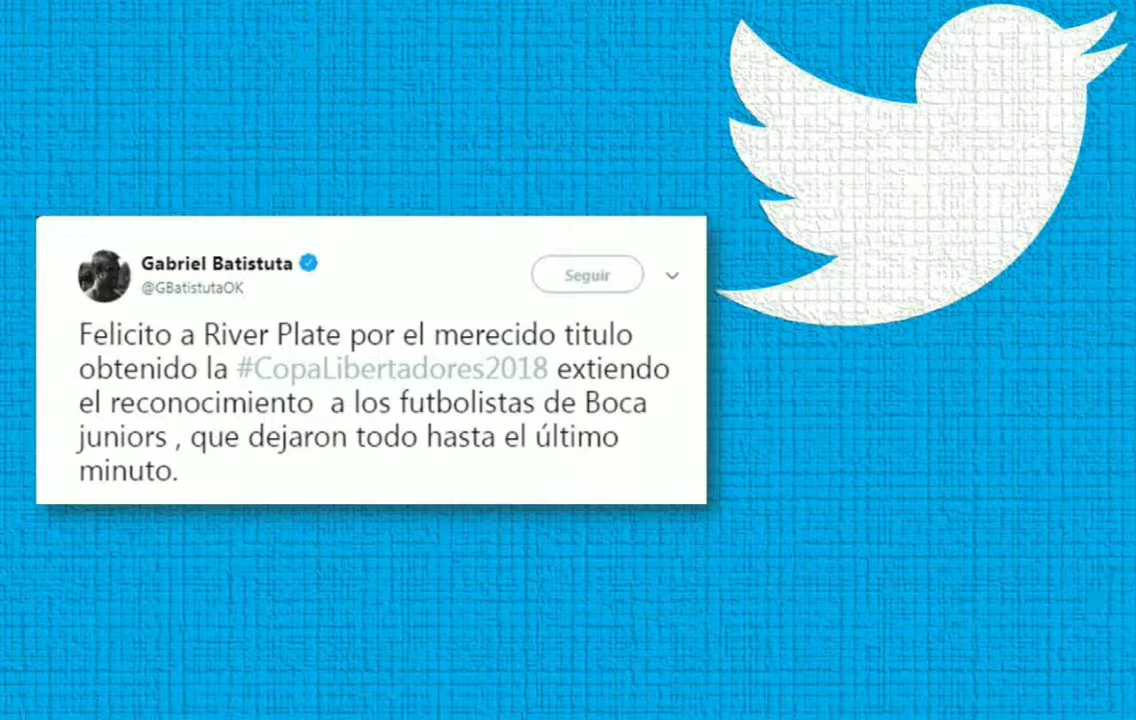 Gabriel Batistuta
@GBatistutaOK
Seguir
Felicito a River Plate por el merecido titulo
obtenido la #CopaLibertadores2018 extiendo
el reconocimiento  a los futbolistas de Boca
juniors , que dejaron todo hasta el último
minuto.